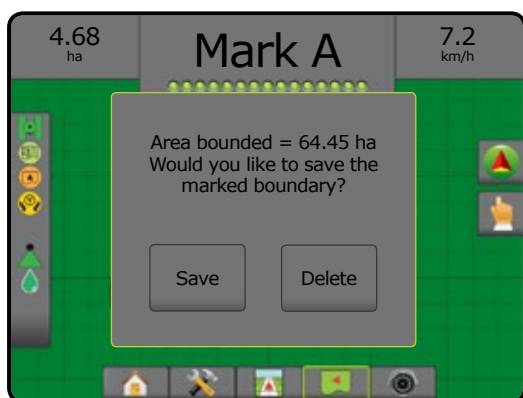 4.68
ha
Mark A
7.2
km/h
Area bounded = 64.45 ha
Would you like to save the
marked boundary?
Save
Delete